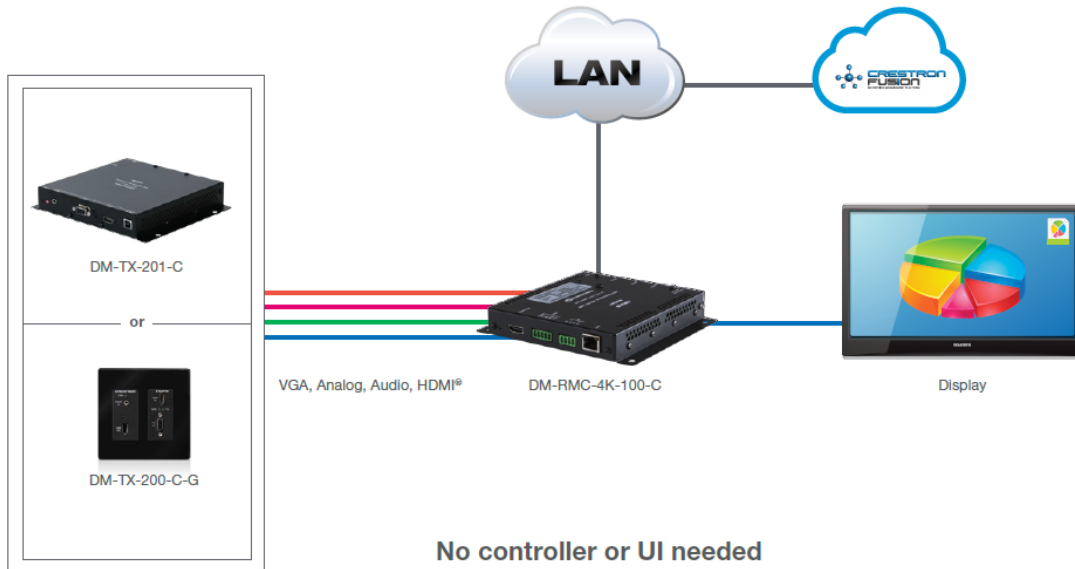 LAN
CRESTRON
FUSION
DM-TX-201-C
or
VGA, Analog, Audio, HDMI®
DM-RMC-4K-100-C
Display
DM-TX-200-C-G
No controller or UI needed